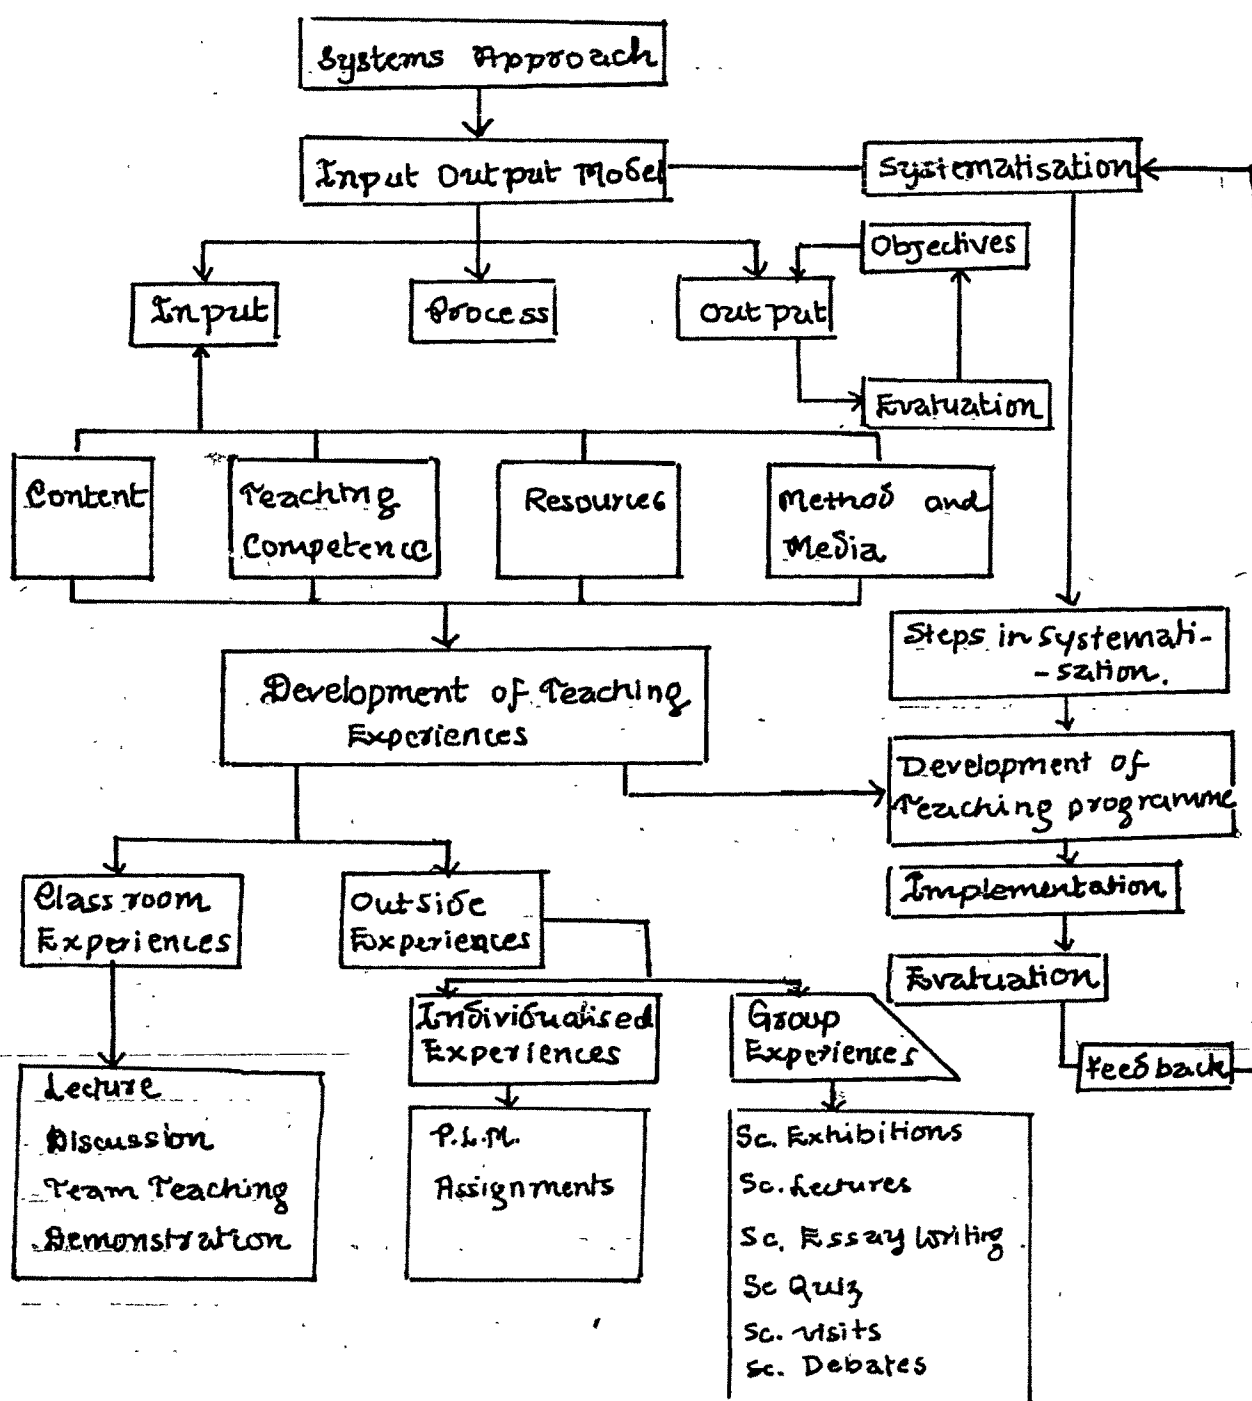 Systems Approach
Input Output Model
Systematisation
Objectives
Input
Process
Output
Evaluation
Content
Teaching
Competence
Resources
Method and
Media
Steps in Systemati-
-sation.
Development of Teaching
Experiences
Development of
Teaching programme
Class room
Experiences
Outside
Experiences
Implementation
Evaluation
Individualised
Experiences
Group
Experiences
Feedback
Lecture
Discussion
Team Teaching
Demonstration
P.L.M.
Assignments
Sc. Exhibitions
Sc. Lectures
Sc. Essay Writing
Sc Quiz
Sc. visits
Sc. Debates